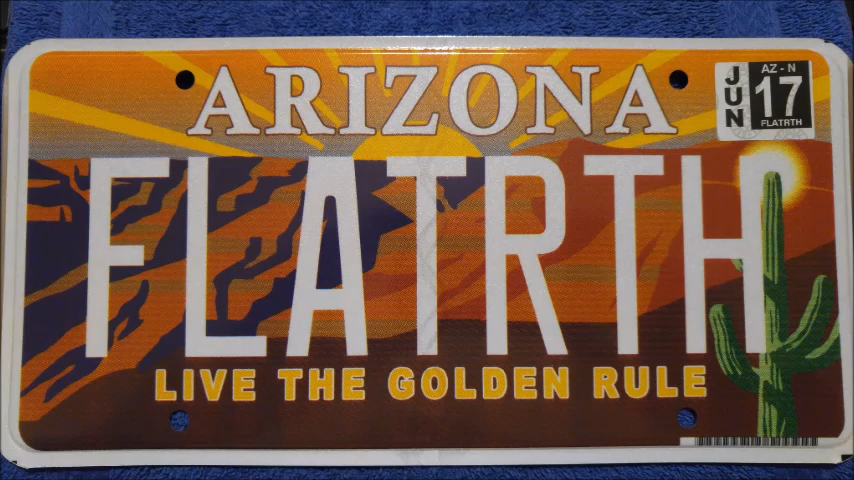 ARIZONA
JUN
AZ - N
17
FLATRTH
FLATRTH
LIVE THE GOLDEN RULE